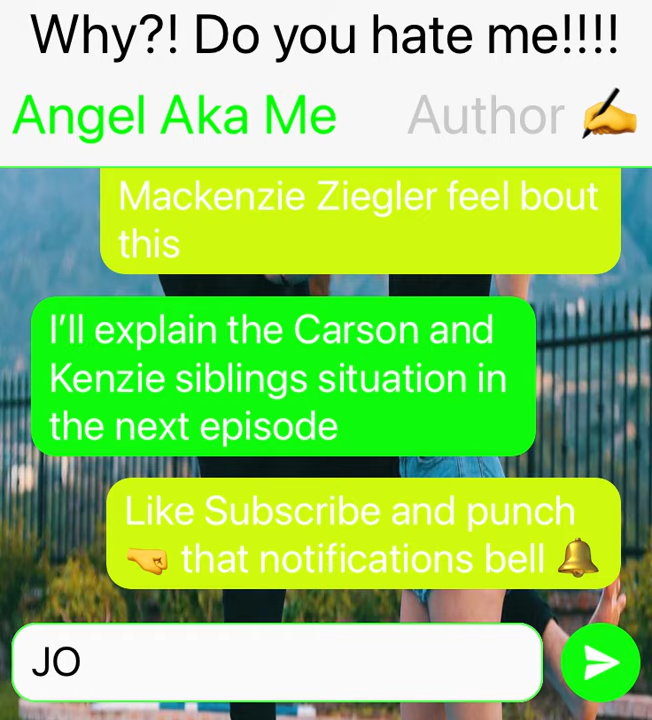 Why?! Do you hate me!!!!
Angel Aka Me Author ✍️
Mackenzie Ziegler feel bout
this
I'll explain the Carson and
Kenzie siblings situation in
the next episode
Like Subscribe and punch
🤜 that notifications bell 🔔
JO